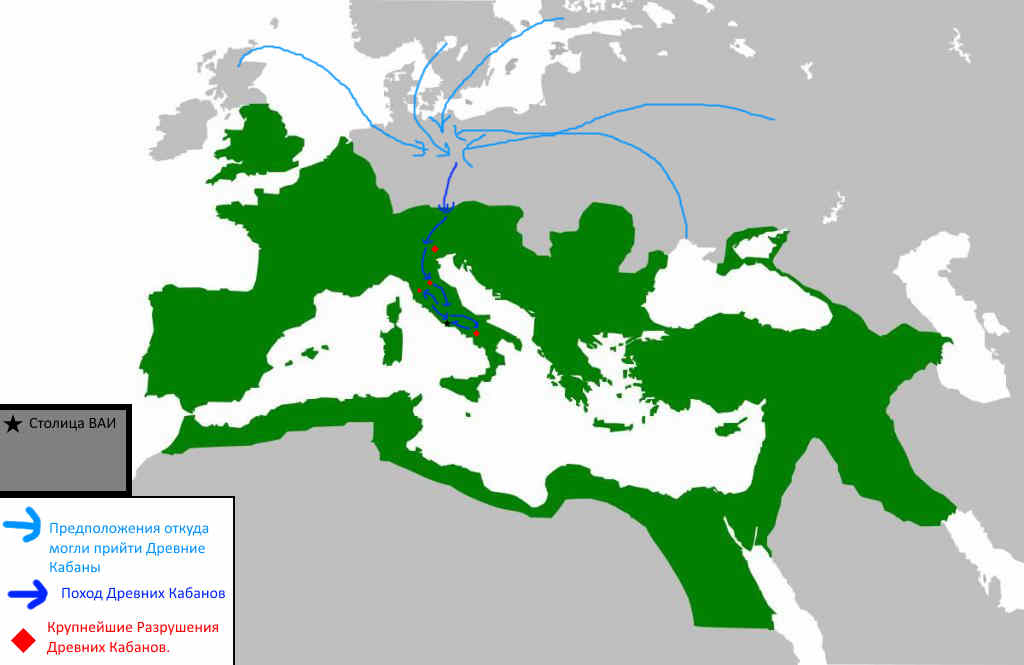 Столица ВАИ
Предположения откуда
могли прийти Древние
Кабаны
Поход Древних Кабанов
Крупнейшие Разрушения
Древних Кабанов.